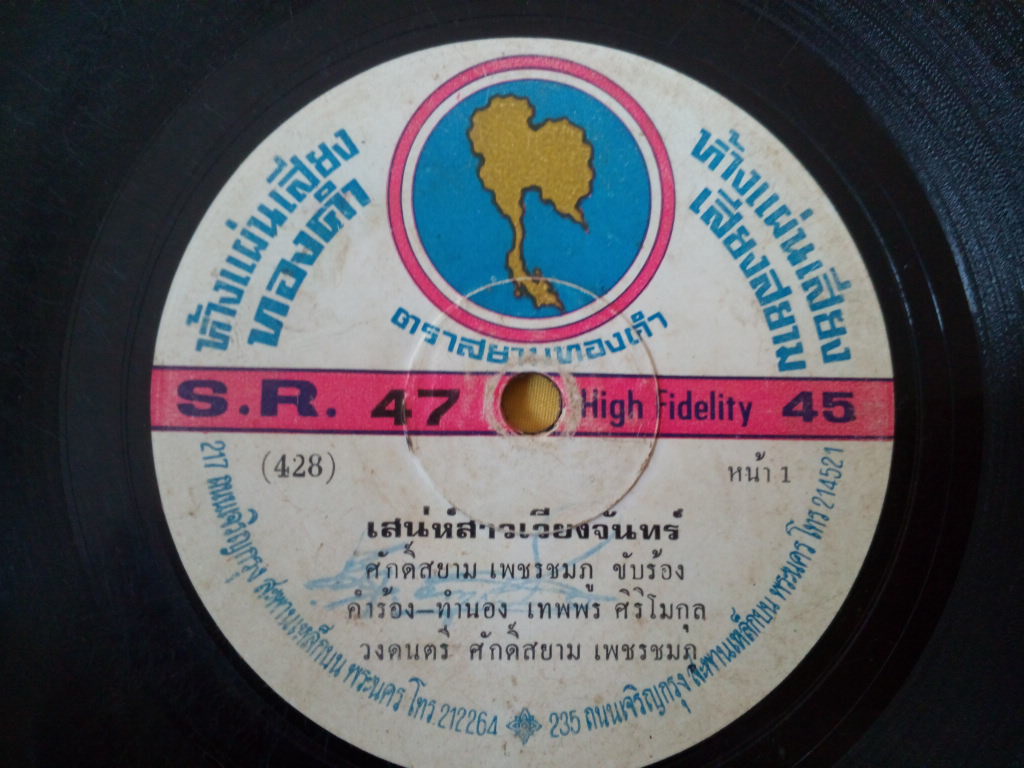 ห้างแผ่นเสียง
ทองคำ
ห้างแผ่นเสียง
เสียงสยาม
ตราสยามทองคำ
S.R. 47 High Fidelity 45
(428) หน้า 1
เสน่ห์สาวเวียงจันทร์
ศักดิ์สยาม เพชรชมภู ขับร้อง
คำร้อง-ทำนอง เทพพร ศิริโมกุล
วงดนตรี ศักดิ์สยาม เพชรชมภู
217 ถนนเจริญกรุง สะพานเหล็กบน พระนคร โทร. 212264
235 ถนนเจริญกรุง สะพานเหล็กบน พระนคร โทร 214521